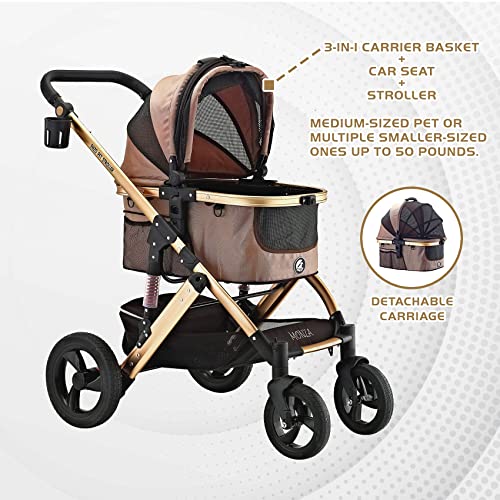 3-IN-1 CARRIER BASKET
+
CAR SEAT
+
STROLLER
MEDIUM-SIZED PET OR
MULTIPLE SMALLER-SIZED
ONES UP TO 50 POUNDS.
DETACHABLE
CARRIAGE
MONZA